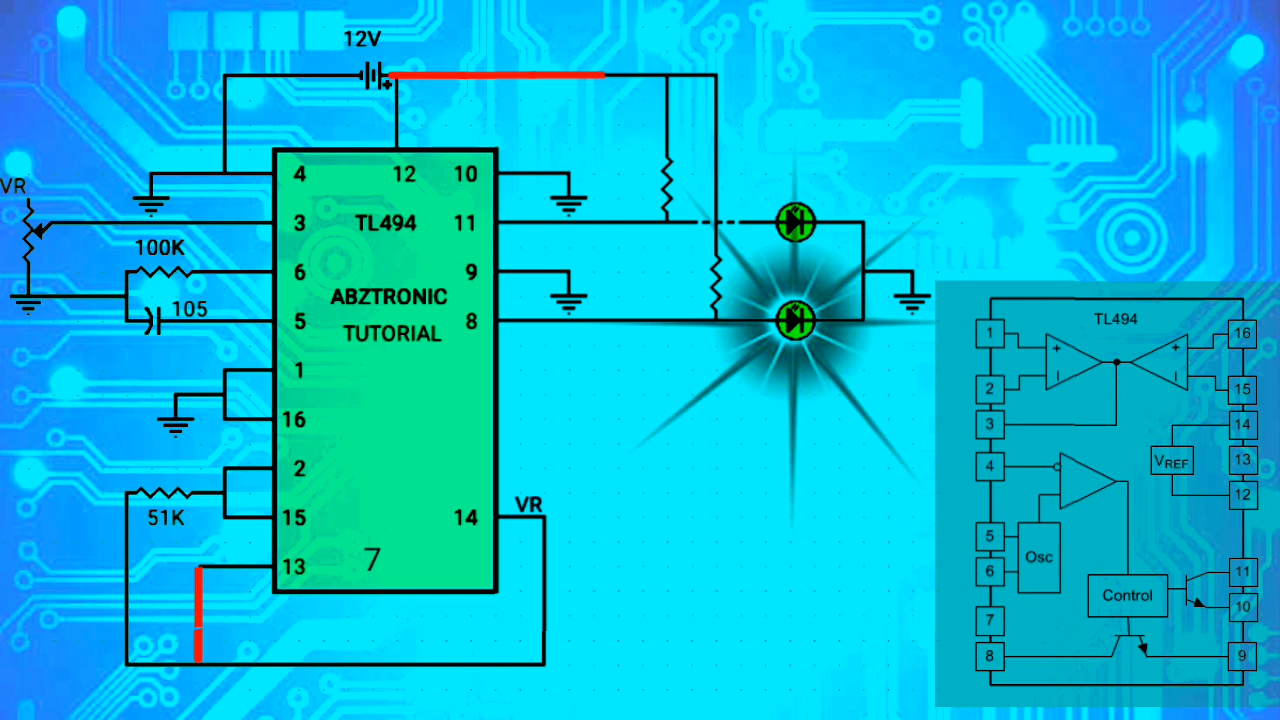 12V
4 12 10
VR
3 TL494 11
100K
6 9
ABZTRONIC
105
5 TUTORIAL 8
1
16
2
51K
15 14 VR
13 7
TL494
1 16
2 15
3 14
4 VREF 13
12
5
Osc
6 11
Control
10
7
8 9